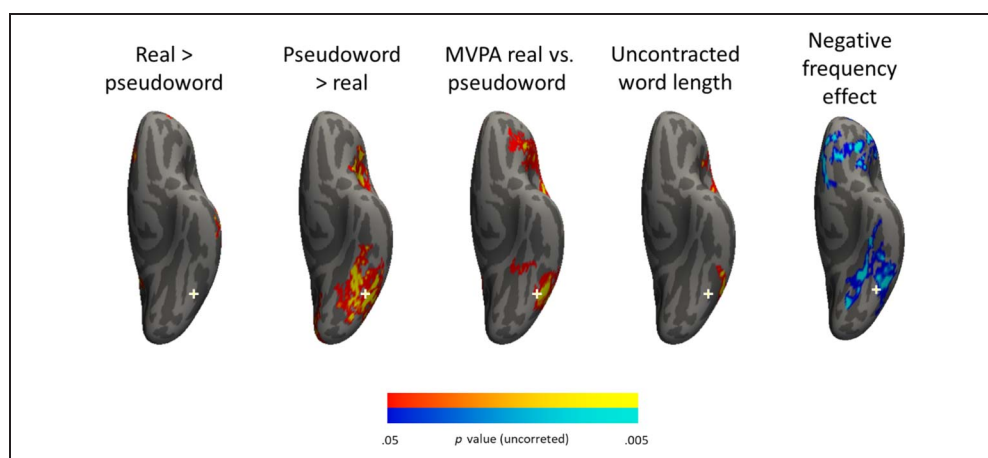 Real >
pseudoword
Pseudoword
> real
MVPA real vs.
pseudoword
Uncontracted
word length
Negative
frequency
effect
.05 p value (uncorreted) .005